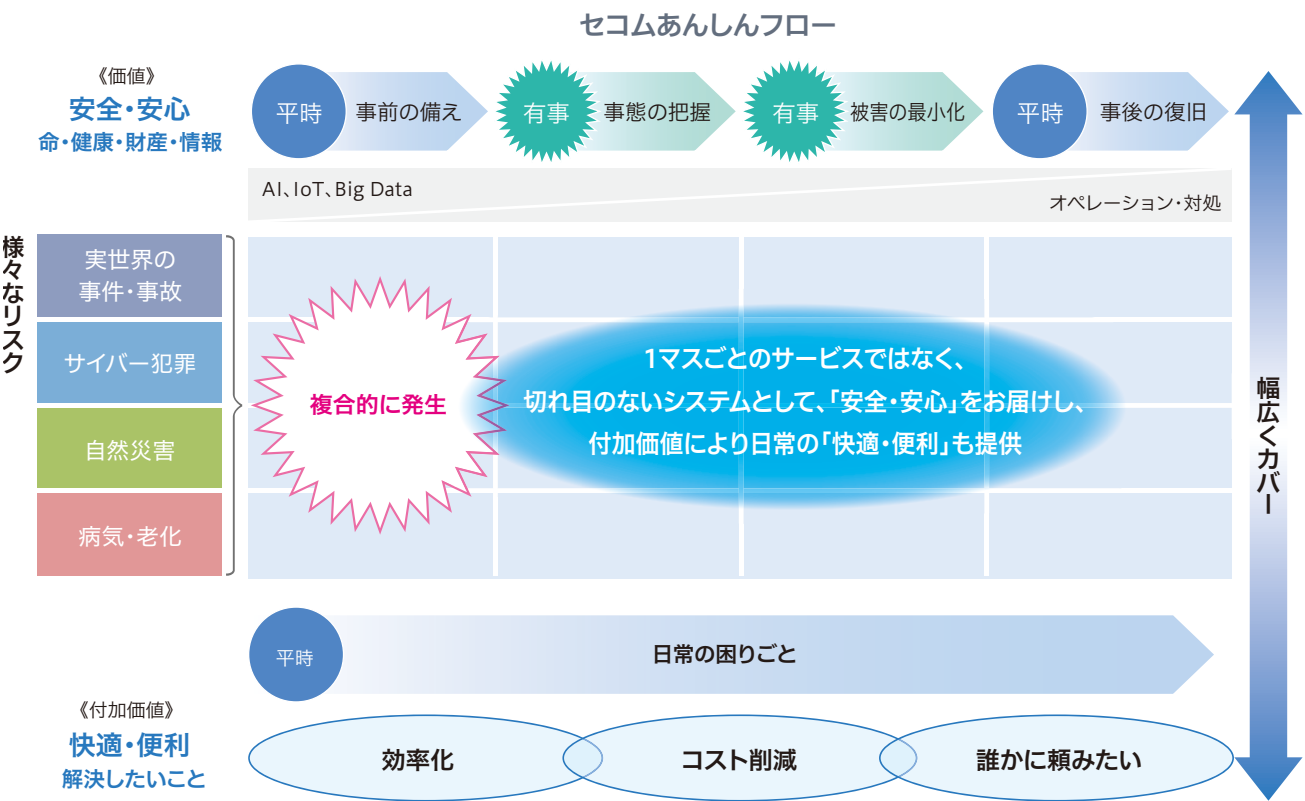 セコムあんしんフロー
《価値》
安全・安心
命・健康・財産・情報
平時
事前の備え
有事
事態の把握
有事
被害の最小化
平時
事後の復旧
AI、IoT、Big Data
オペレーション・対処
様々なリスク
実世界の
事件・事故
サイバー犯罪
自然災害
病気・老化
複合的に発生
1マスごとのサービスではなく、
切れ目のないシステムとして、「安全・安心」をお届けし、
付加価値により日常の「快適・便利」も提供
幅広くカバー
平時
日常の困りごと
《付加価値》
快適・便利
解決したいこと
効率化
コスト削減
誰かに頼みたい